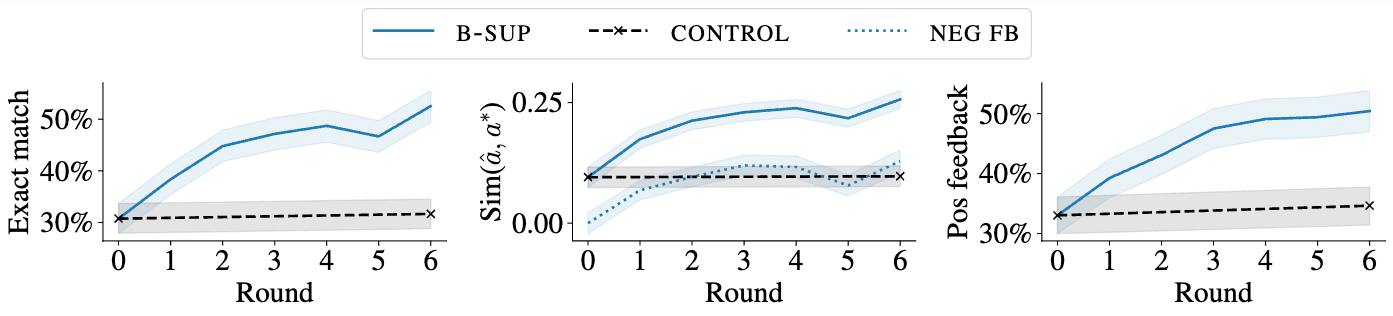 B-SUP CONTROL NEG FB
Exact match
50%
40%
30%
0 1 2 3 4 5 6
Round
Sim(â, a*)
0.25
0.00
0 1 2 3 4 5 6
Round
Pos feedback
50%
40%
30%
0 1 2 3 4 5 6
Round